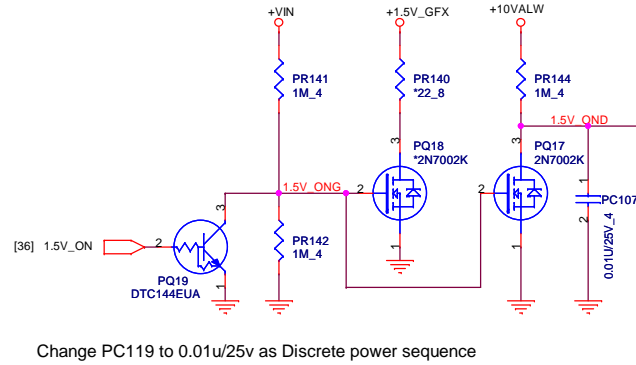 +VIN
+1.5V_GFX
+10VALW
PR141
1M_4
PR140
*22_8
PR144
1M_4
1.5V_OND
3
PQ18
*2N7002K
3
PQ17
2N7002K
1.5V_ONG
2
2
1
PC107
2
0.01U/25V_4
3
[36] 1.5V_ON
2
PR142
1M_4
1
1
PQ19
DTC144EUA
1
Change PC119 to 0.01u/25v as Discrete power sequence